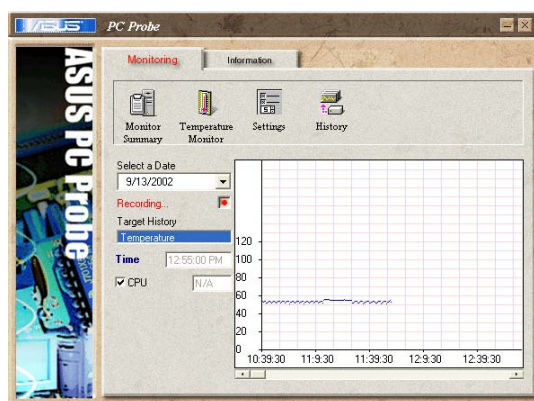 ASUS PC Probe
ASUS PC Probe
Monitoring
Information
Monitor Summary
Temperature Monitor
Settings
History
Select a Date
9/13/2002
Recording...
Target History
Temperature
Time 12:55:00 PM
CPU N/A
120
100
80
60
40
20
0
10:39:30 11:9:30 11:39:30 12:9:30 12:39:30